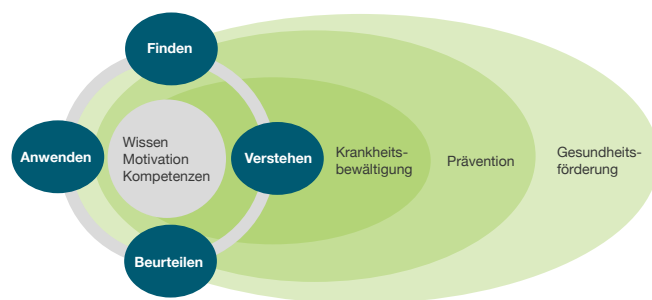 Finden
Anwenden
Wissen
Motivation
Kompetenzen
Verstehen
Krankheits-
bewältigung
Prävention
Gesundheits-
förderung
Beurteilen